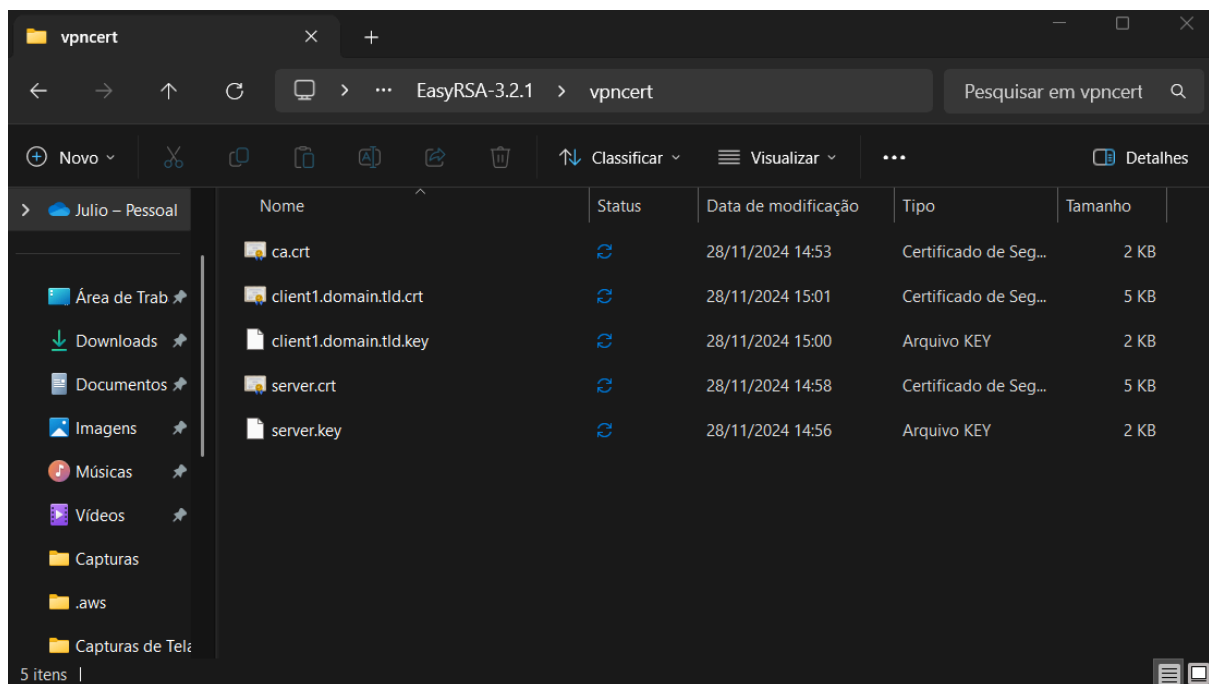 vpncert
EasyRSA-3.2.1 > vpncert
Pesquisar em vpncert
Novo
Classificar
Visualizar
Detalhes
Julio – Pessoal
Área de Trab
Downloads
Documentos
Imagens
Músicas
Vídeos
Capturas
.aws
Capturas de Tela
Nome Status Data de modificação Tipo Tamanho
ca.crt 28/11/2024 14:53 Certificado de Seg... 2 KB
client1.domain.tld.crt 28/11/2024 15:01 Certificado de Seg... 5 KB
client1.domain.tld.key 28/11/2024 15:00 Arquivo KEY 2 KB
server.crt 28/11/2024 14:58 Certificado de Seg... 5 KB
server.key 28/11/2024 14:56 Arquivo KEY 2 KB
5 itens